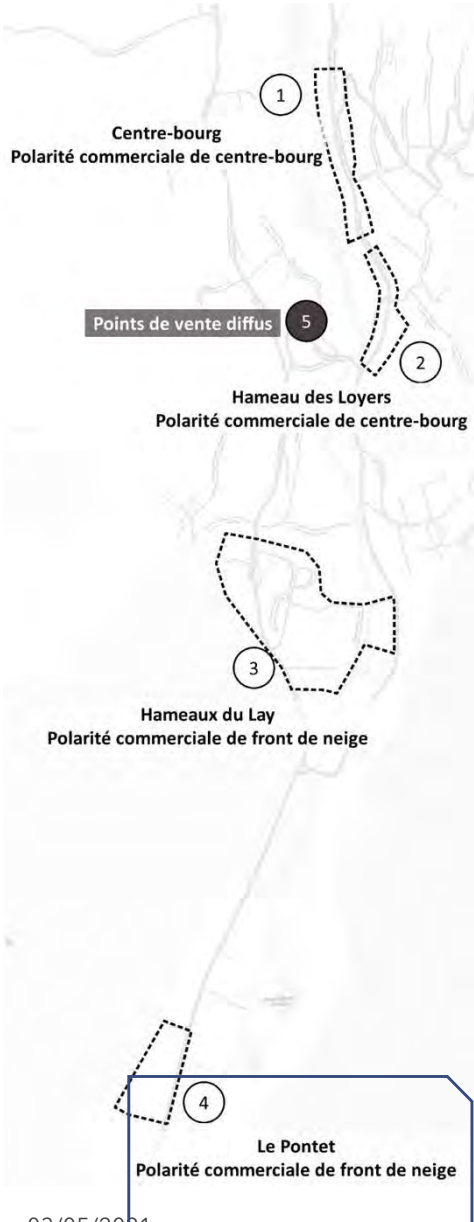 1
Centre-bourg
Polarité commerciale de centre-bourg
Points de vente diffus
5
2
Hameau des Loyers
Polarité commerciale de centre-bourg
3
Hameaux du Lay
Polarité commerciale de front de neige
4
Le Pontet
Polarité commerciale de front de neige